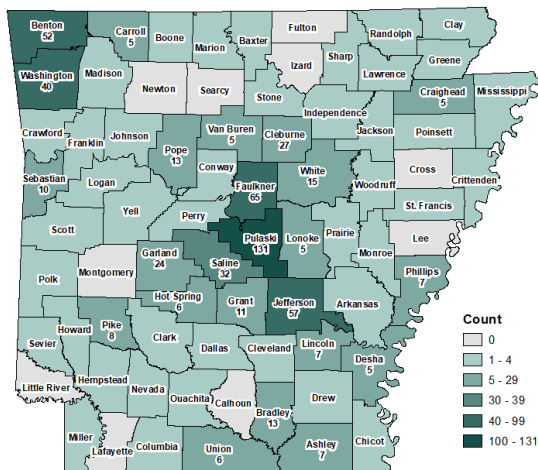 Benton
52
Carroll
5
Boone
Marion
Baxter
Fulton
Randolph
Clay
Washington
40
Madison
Newton
Searcy
Izard
Sharp
Lawrence
Greene
Stone
Craighead
5
Mississippi
Independence
Crawford
Franklin
Johnson
Van Buren
5
Cleburne
27
Jackson
Poinsett
Pope
13
Sebastian
10
Logan
Conway
White
15
Woodruff
Cross
Crittenden
Faulkner
65
St. Francis
Yell
Perry
Scott
Pulaski
131
Lonoke
5
Prairie
Monroe
Lee
Garland
24
Saline
32
Polk
Montgomery
Phillips
7
Hot Spring
6
Grant
11
Jefferson
57
Arkansas
Howard
Pike
8
Clark
Sevier
Dallas
Cleveland
Lincoln
7
Desha
5
Little River
Hempstead
Nevada
Ouachita
Calhoun
Bradley
13
Drew
Miller
Lafayette
Columbia
Union
6
Ashley
7
Chicot
Count
0
1 - 4
5 - 29
30 - 39
40 - 99
100 - 131